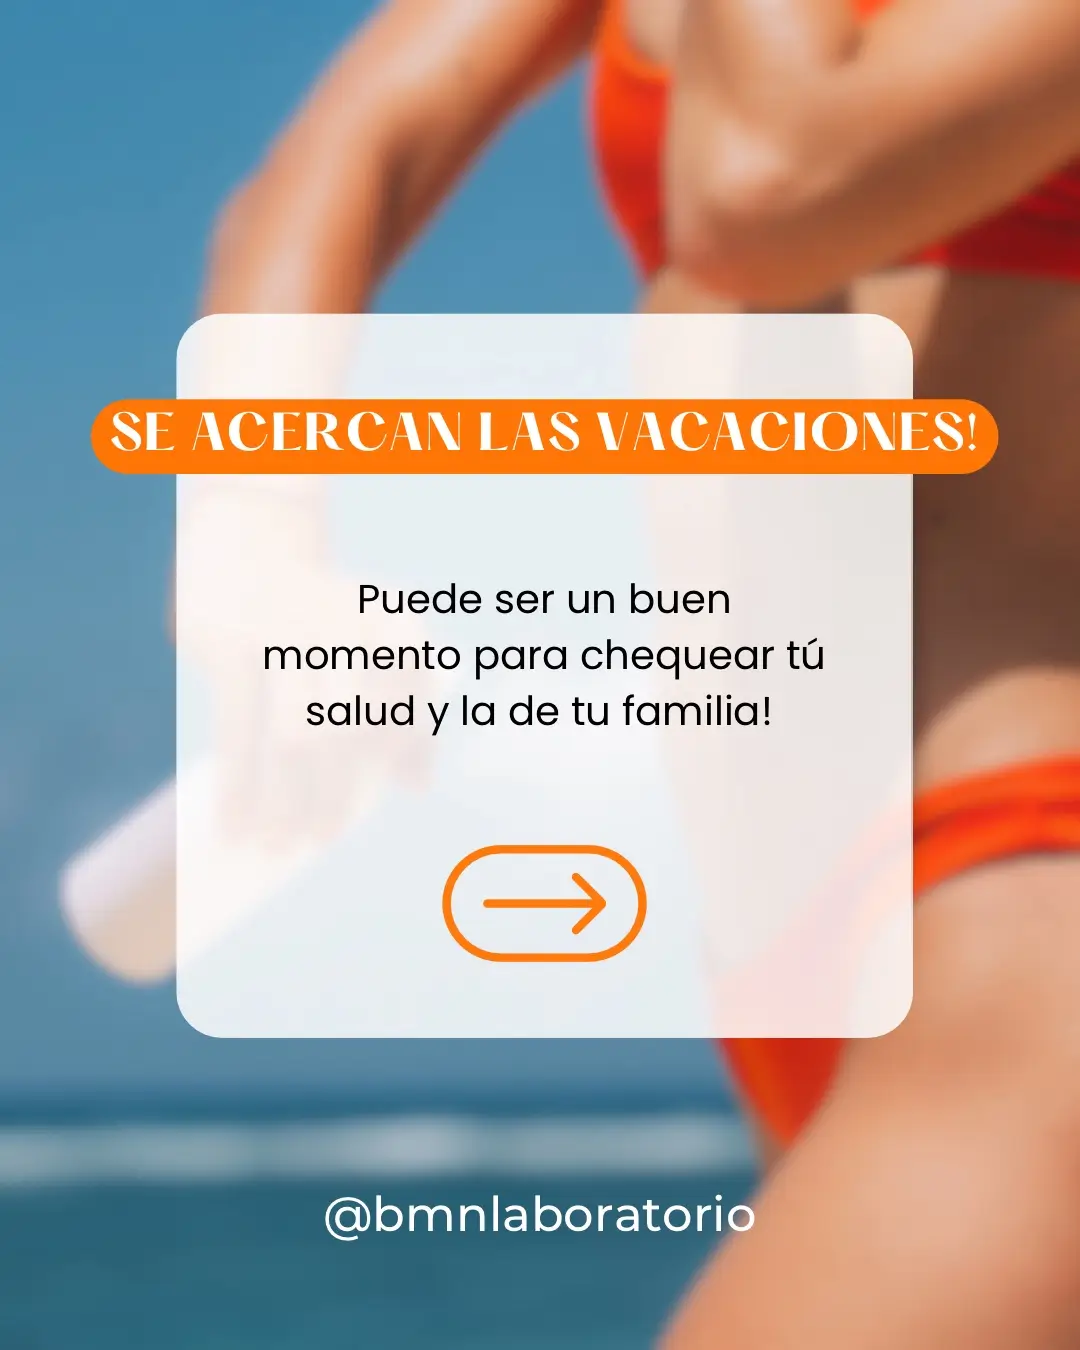 SE ACERCAN LAS VACACIONES!
Puede ser un buen
momento para chequear tú
salud y la de tu familia!
@bmnlaboratorio